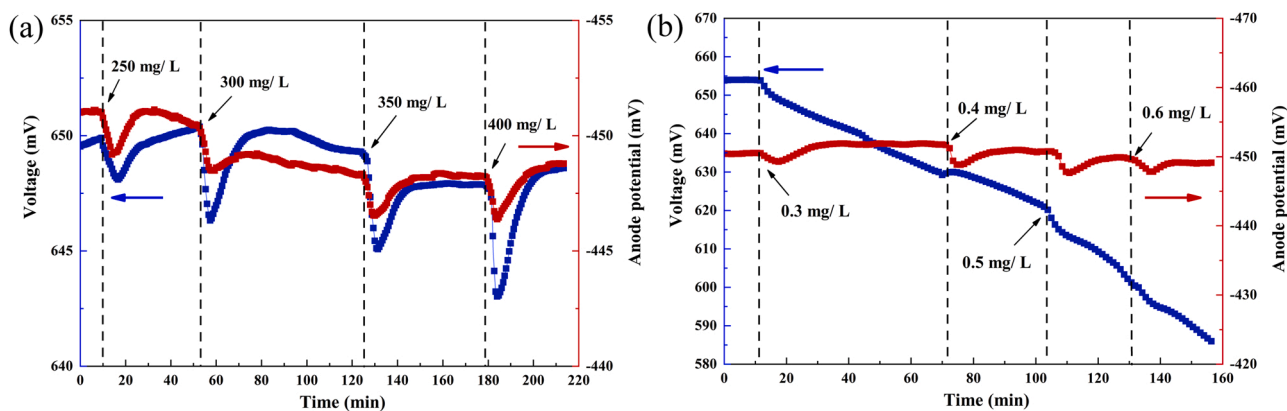 (a)
655
650
645
640
Voltage (mV)
250 mg/ L
300 mg/ L
350 mg/ L
400 mg/ L
-455
-450
-445
-440
Anode potential (mV)
0 20 40 60 80 100 120 140 160 180 200 220
Time (min)
(b)
670
660
650
640
630
620
610
600
590
580
Voltage (mV)
0.3 mg/ L
0.4 mg/ L
0.5 mg/ L
0.6 mg/ L
-470
-460
-450
-440
-430
-420
Anode potential (mV)
0 20 40 60 80 100 120 140 160
Time (min)